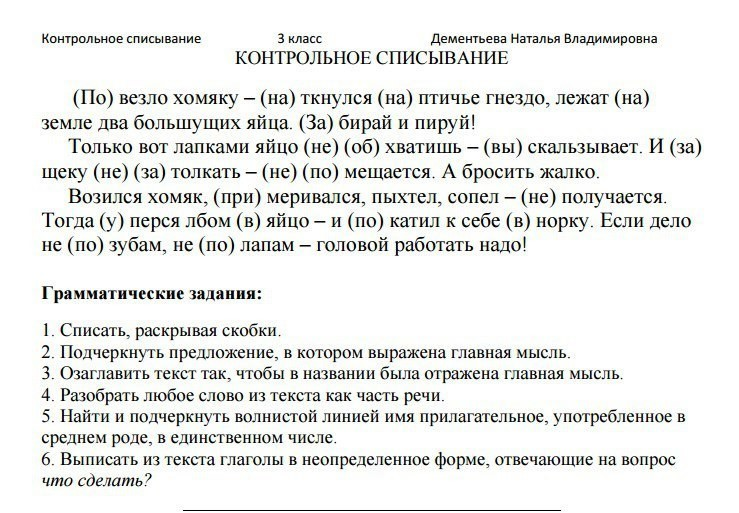 Контрольное списывание 3 класс Дементьева Наталья Владимировна
КОНТРОЛЬНОЕ СПИСЫВАНИЕ
(По) везло хомяку – (на) ткнулся (на) птичье гнездо, лежат (на)
земле два большущих яйца. (За) бирай и пируй!
Только вот лапками яйцо (не) (об) хватишь – (вы) скальзывает. И (за)
щеку (не) (за) толкать – (не) (по) мещается. А бросить жалко.
Возился хомяк, (при) меривался, пыхтел, сопел – (не) получается.
Тогда (у) перся лбом (в) яйцо – и (по) катил к себе (в) норку. Если дело
не (по) зубам, не (по) лапам – головой работать надо!
Грамматические задания:
1. Списать, раскрывая скобки.
2. Подчеркнуть предложение, в котором выражена главная мысль.
3. Озаглавить текст так, чтобы в названии была отражена главная мысль.
4. Разобрать любое слово из текста как часть речи.
5. Найти и подчеркнуть волнистой линией имя прилагательное, употребленное в
среднем роде, в единственном числе.
6. Выписать из текста глаголы в неопределенное форме, отвечающие на вопрос
что сделать?